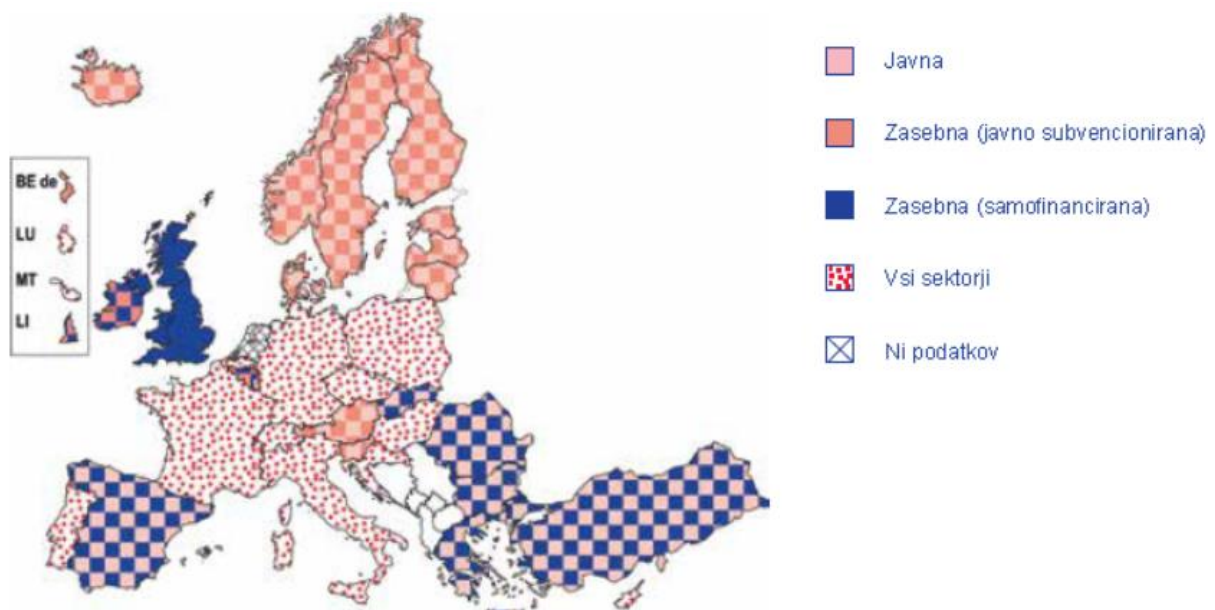 BE de
LU
MT
LI
Javna
Zasebna (javno subvencionirana)
Zasebna (samofinancirana)
Vsi sektorji
Ni podatkov